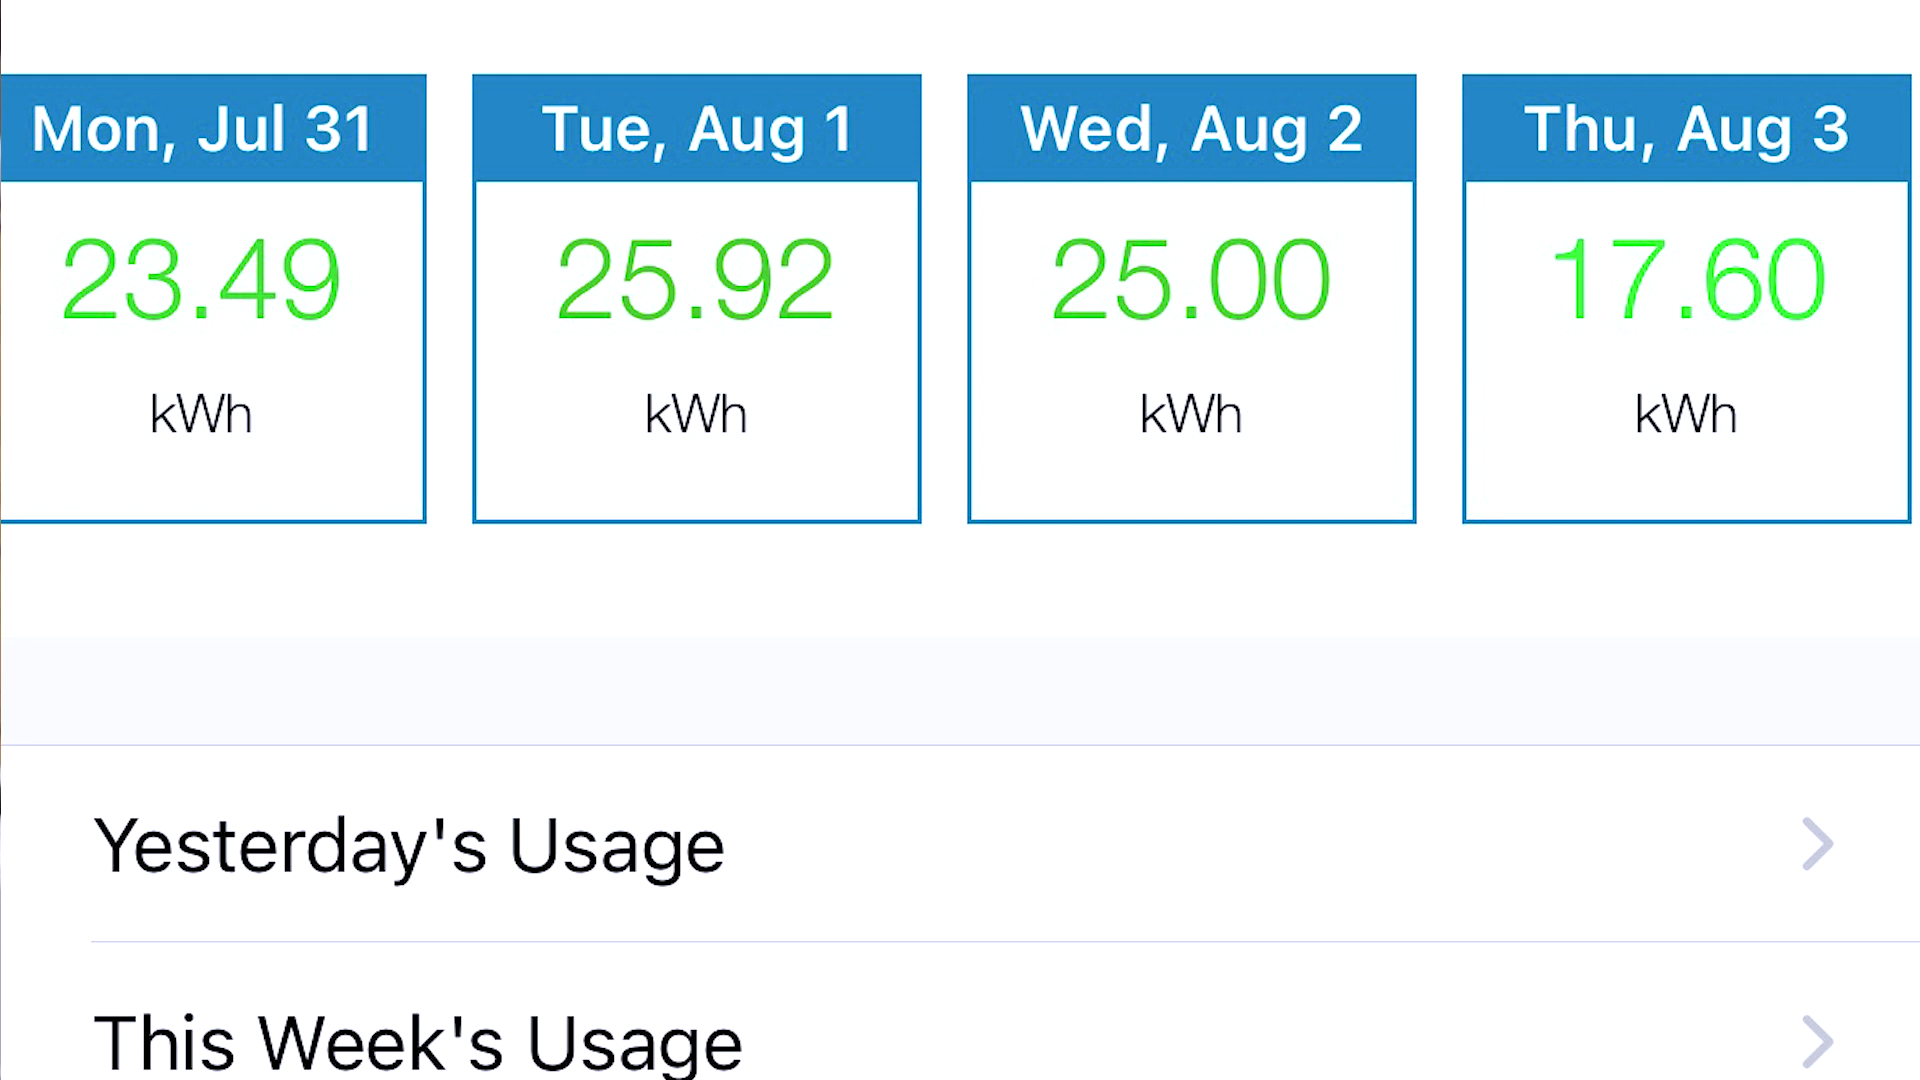 Mon, Jul 31 Tue, Aug 1 Wed, Aug 2 Thu, Aug 3
23.49 25.92 25.00 17.60
kWh kWh kWh kWh
Yesterday's Usage
This Week's Usage